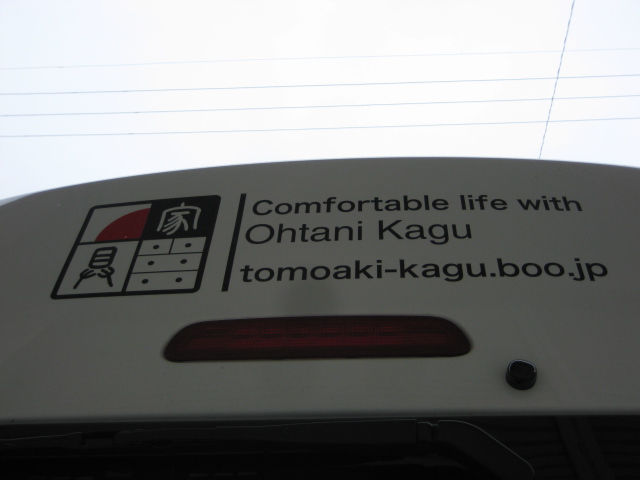 家
具
Comfortable life with
Ohtani Kagu
tomoaki-kagu.boo.jp